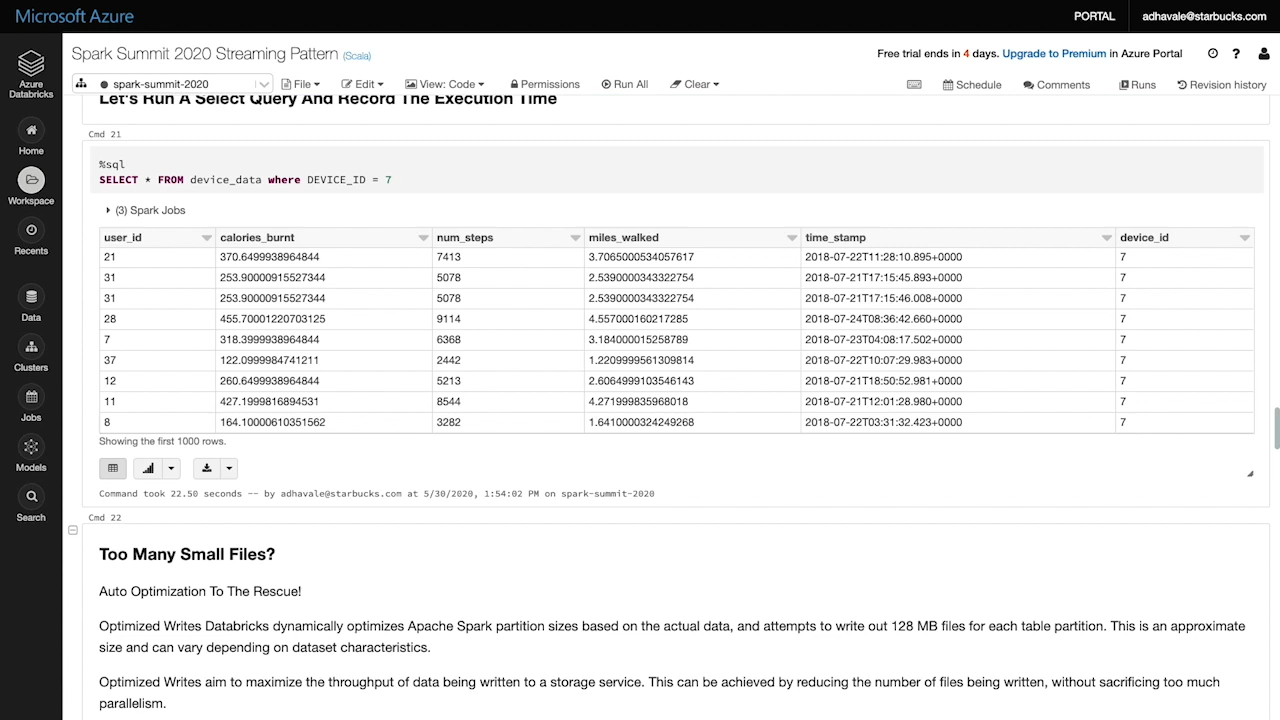 Microsoft Azure
PORTAL
adhavale@starbucks.com
Azure Databricks
Home
Workspace
Recents
Data
Clusters
Jobs
Models
Search
Spark Summit 2020 Streaming Pattern (Scala)
Free trial ends in 4 days. Upgrade to Premium in Azure Portal
spark-summit-2020
File
Edit
View: Code
Permissions
Run All
Clear
Comments
Schedule
Runs
Revision history
Let's Run A Select Query And Record The Execution Time
Cmd 21
%sql
SELECT * FROM device_data where DEVICE_ID = 7
(3) Spark Jobs
user_id calories_burnt num_steps miles_walked time_stamp device_id
21 370.6499938964844 7413 3.7065000534057617 2018-07-22T11:28:10.895+0000 7
31 253.90000915527344 5078 2.5390000343322754 2018-07-21T17:15:45.893+0000 7
31 253.90000915527344 5078 2.5390000343322754 2018-07-21T17:15:46.008+0000 7
28 455.70001220703125 9114 4.557000160217285 2018-07-24T08:36:42.660+0000 7
7 318.3999938964844 6368 3.184000015258789 2018-07-23T04:08:17.502+0000 7
37 122.0999984741211 2442 1.2209999561309814 2018-07-22T10:07:29.983+0000 7
12 260.6499938964844 5213 2.6064999103546143 2018-07-21T18:50:52.981+0000 7
11 427.1999816894531 8544 4.271999835968018 2018-07-21T12:01:28.980+0000 7
8 164.10000610351562 3282 1.6410000324249268 2018-07-22T03:31:32.423+0000 7
Showing the first 1000 rows.
Command took 22.50 seconds -- by adhavale@starbucks.com at 5/30/2020, 1:54:02 PM on spark-summit-2020
Cmd 22
Too Many Small Files?
Auto Optimization To The Rescue!
Optimized Writes Databricks dynamically optimizes Apache Spark partition sizes based on the actual data, and attempts to write out 128 MB files for each table partition. This is an approximate
size and can vary depending on dataset characteristics.
Optimized Writes aim to maximize the throughput of data being written to a storage service. This can be achieved by reducing the number of files being written, without sacrificing too much
parallelism.